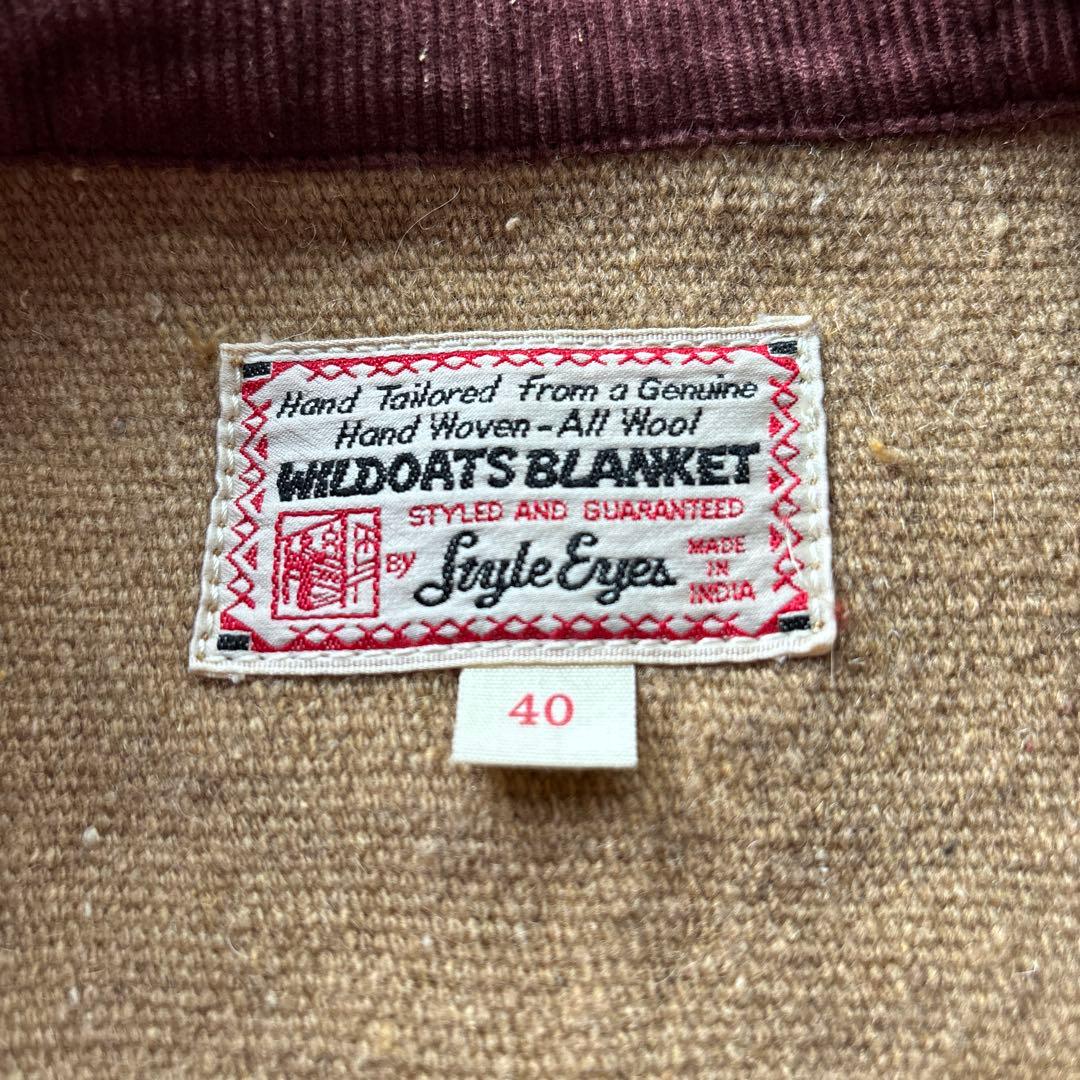 Hand Tailored From a Genuine
Hand Woven-All Wool
WILDOATS BLANKET
STYLED AND GUARANTEED
BY Style Eyes
MADE
IN
INDIA
40